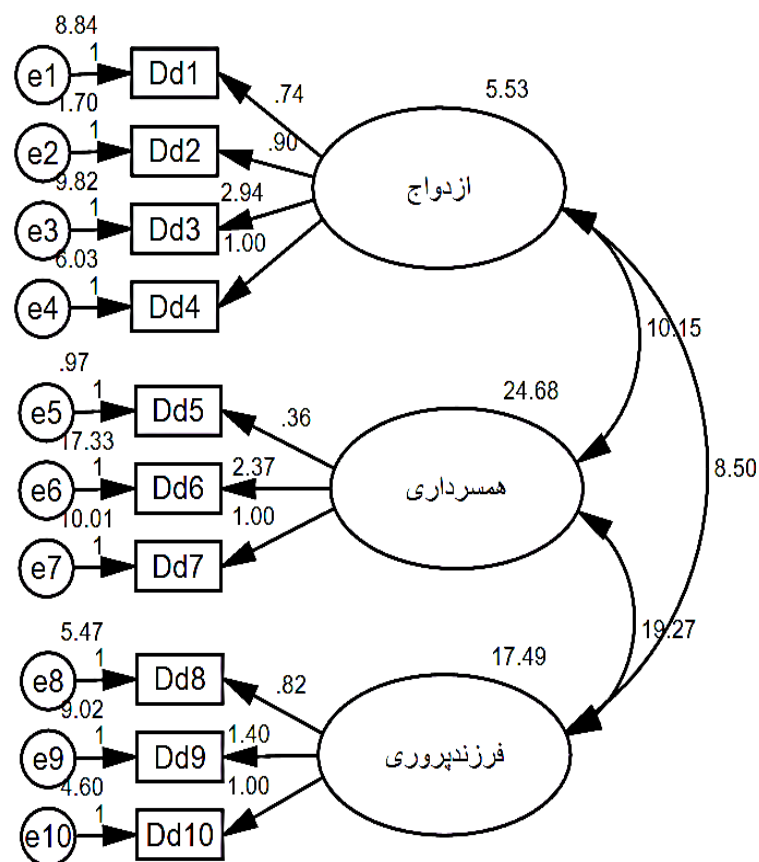 8.84
e1 1 Dd1 .74 5.53
1.70
e2 1 Dd2 .90
ازدواج
9.82 2.94
e3 1 Dd3 1.00
6.03
e4 1 Dd4
10.15
.97 24.68
e5 1 Dd5 .36
17.33 2.37 8.50
e6 1 Dd6
همسرداری
10.01 1.00
e7 1 Dd7
19.27
5.47 17.49
e8 1 Dd8 .82
9.02 1.40
e9 1 Dd9
فرزندپروری
4.60 1.00
e10 1 Dd10